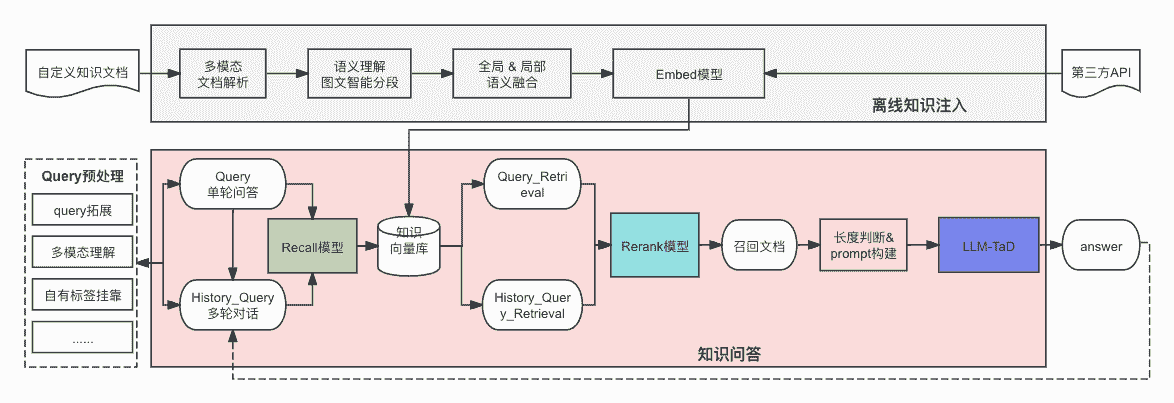 自定义知识文档
多模态
文档解析
语义理解
图文智能分段
全局 & 局部
语义融合
Embed模型
第三方API
离线知识注入
Query预处理
query拓展
多模态理解
自有标签挂靠
......
Query
单轮问答
History_Query
多轮对话
Recall模型
知识
向量库
Query_Retri
eval
History_Quer
y_Retrieval
Rerank模型
召回文档
长度判断&
prompt构建
LLM-TaD
answer
知识问答